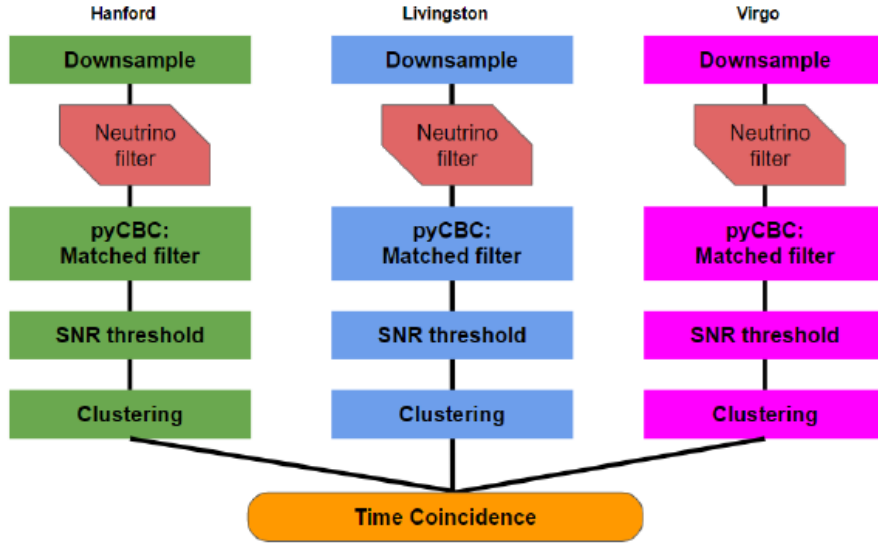 Hanford
Livingston
Virgo
Downsample
Downsample
Downsample
Neutrino
filter
Neutrino
filter
Neutrino
filter
pyCBC:
Matched filter
pyCBC:
Matched filter
pyCBC:
Matched filter
SNR threshold
SNR threshold
SNR threshold
Clustering
Clustering
Clustering
Time Coincidence